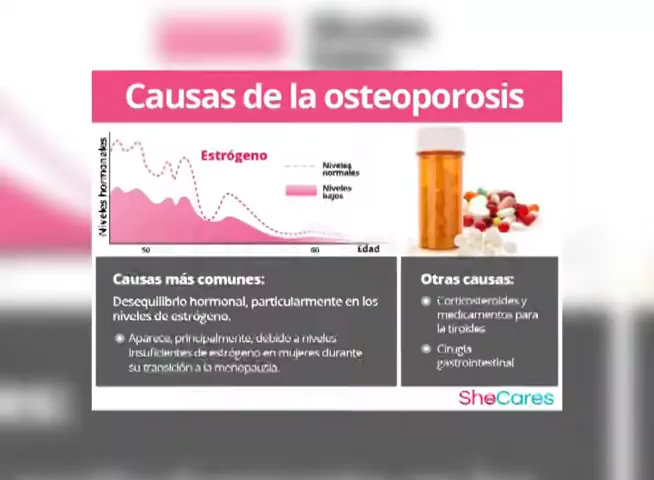 Causas de la osteoporosis
Niveles hormonales
Estrógeno
Niveles
normales
Niveles
bajos
50
60
Edad
Causas más comunes:
Desequilibrio hormonal, particularmente en los
niveles de estrógeno.
Aparece, principalmente, debido a niveles
insuficientes de estrógeno en mujeres durante
su transición a la menopausia.
Otras causas:
Corticosteroides y
medicamentos para
la tiroides
Cirugía
gastrointestinal
SheCares